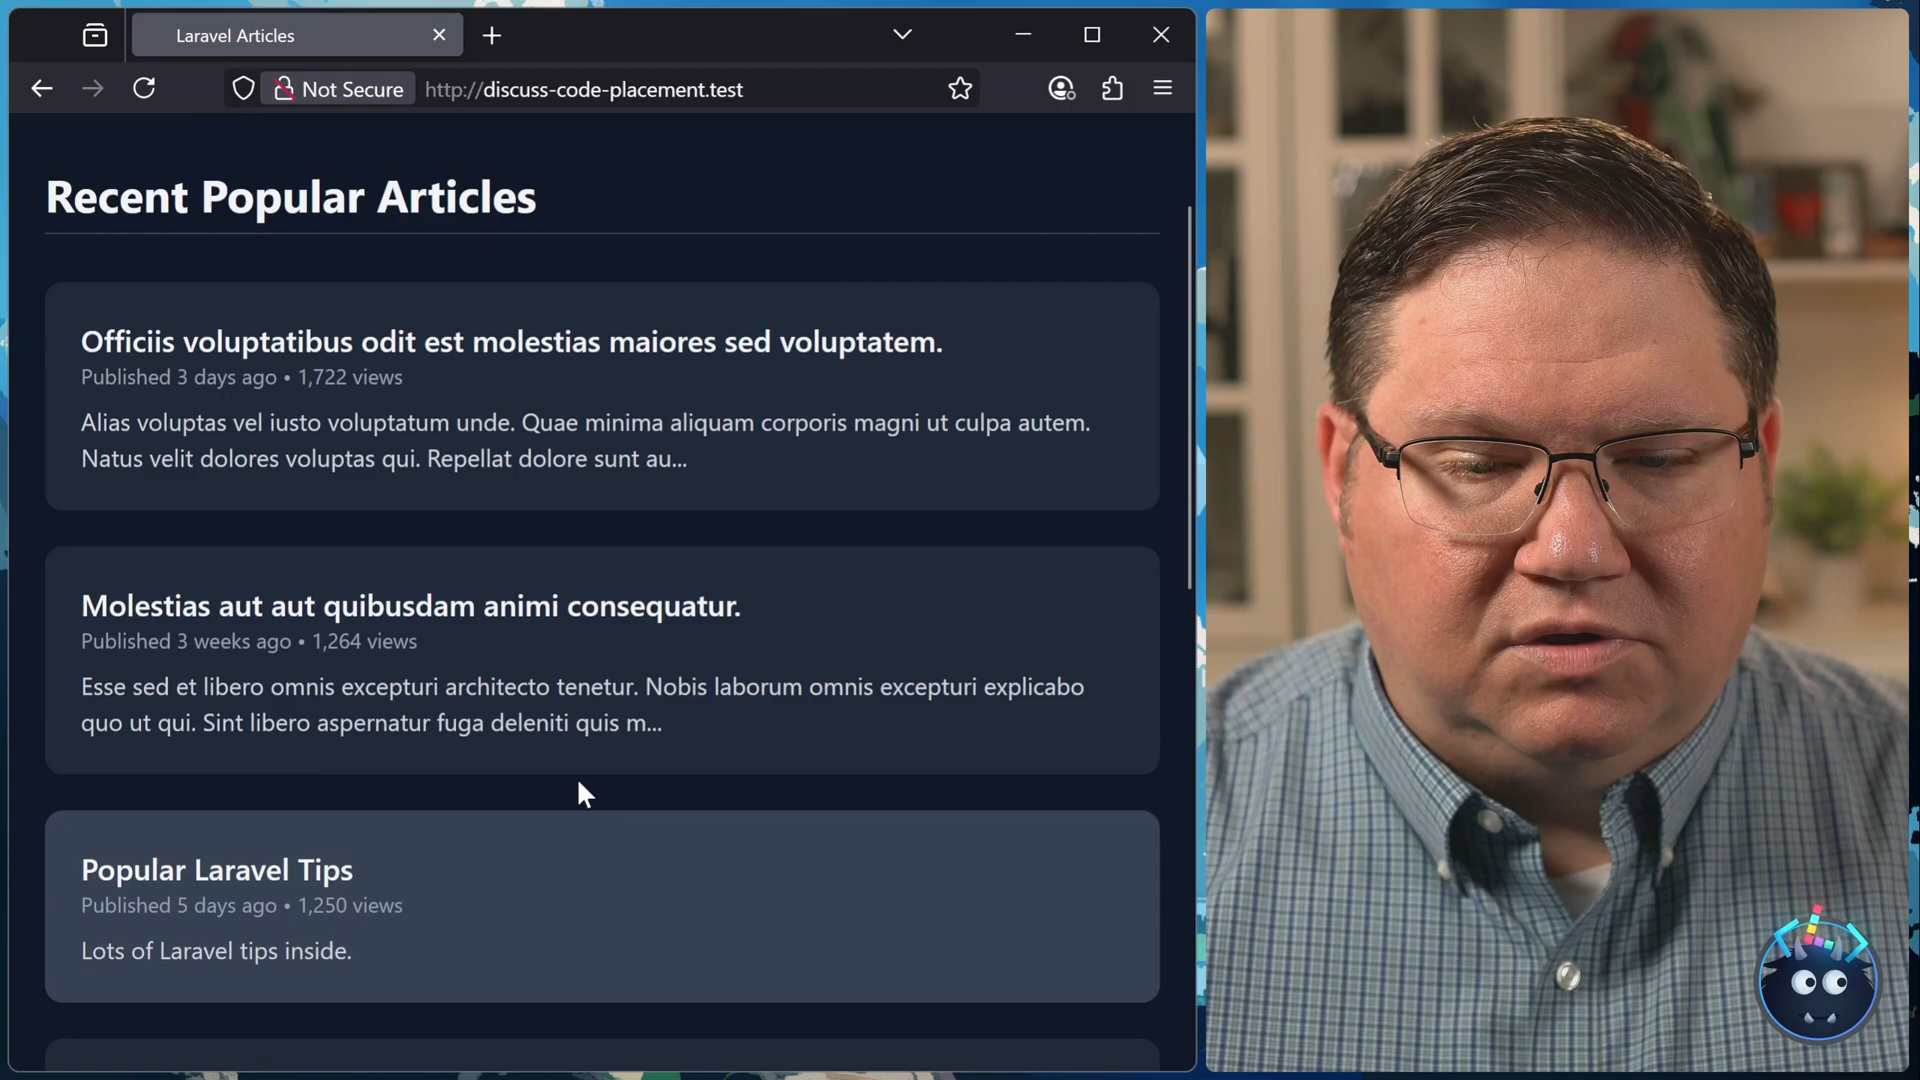 Laravel Articles
Not Secure
http://discuss-code-placement.test
Recent Popular Articles
Officiis voluptatibus odit est molestias maiores sed voluptatem.
Published 3 days ago • 1,722 views
Alias voluptas vel iusto voluptatum unde. Quae minima aliquam corporis magni ut culpa autem.
Natus velit dolores voluptas qui. Repellat dolore sunt au...
Molestias aut aut quibusdam animi consequatur.
Published 3 weeks ago • 1,264 views
Esse sed et libero omnis excepturi architecto tenetur. Nobis laborum omnis excepturi explicabo
quo ut qui. Sint libero aspernatur fuga deleniti quis m...
Popular Laravel Tips
Published 5 days ago • 1,250 views
Lots of Laravel tips inside.